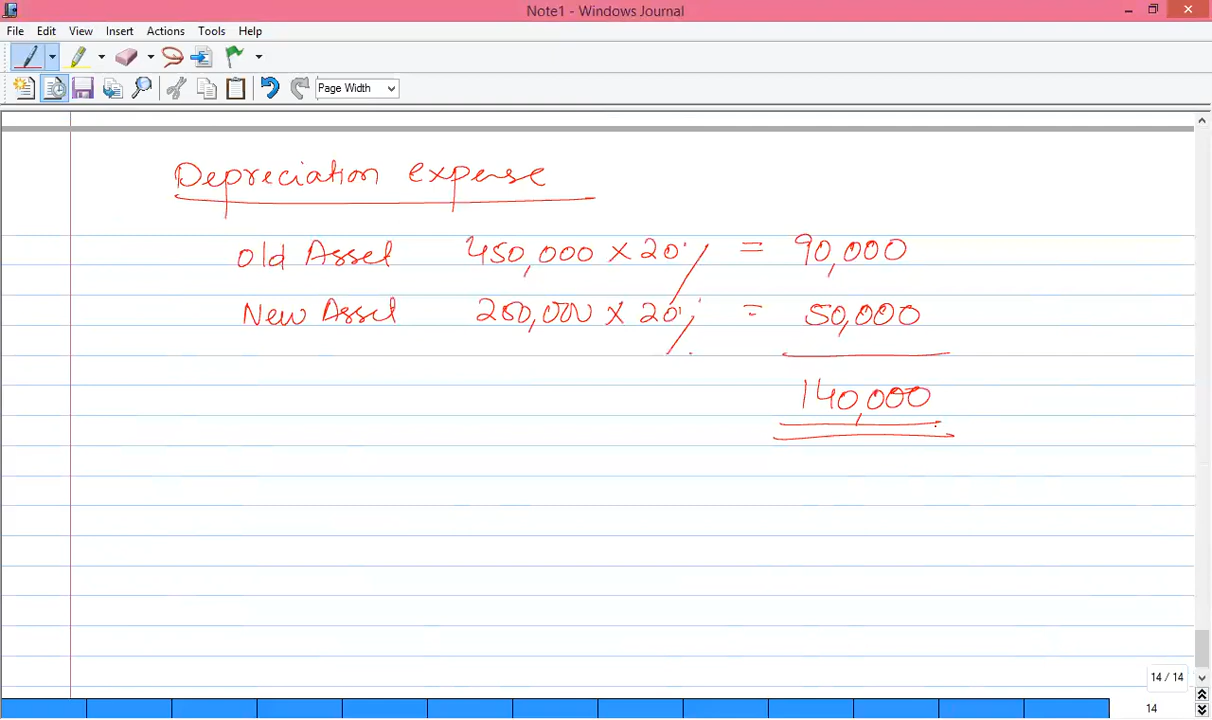 Note1 - Windows Journal
File Edit View Insert Actions Tools Help
Page Width
Depreciation expense
Old Asset 450,000 X 20% = 90,000
New Asset 250,000 X 20% = 50,000
140,000
14 / 14
14